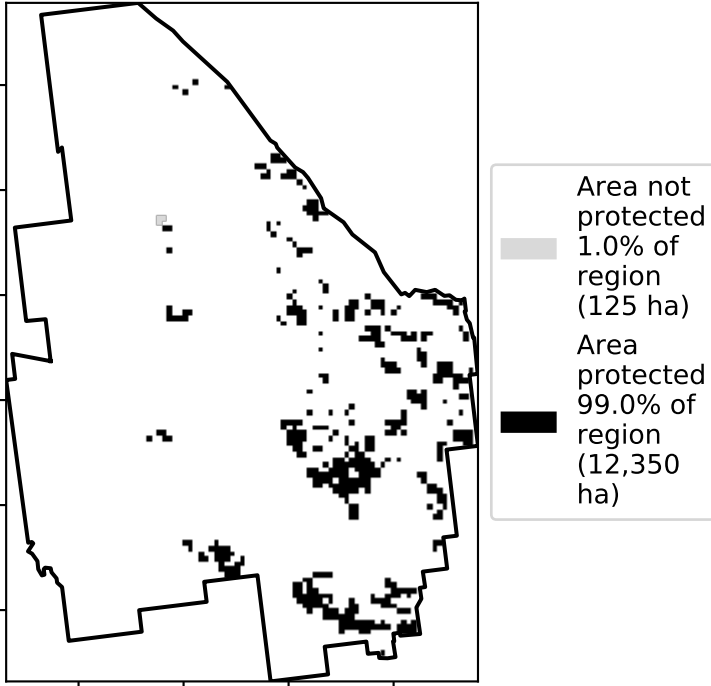 Area not
protected
1.0% of
region
(125 ha)
Area
protected
99.0% of
region
(12,350
ha)